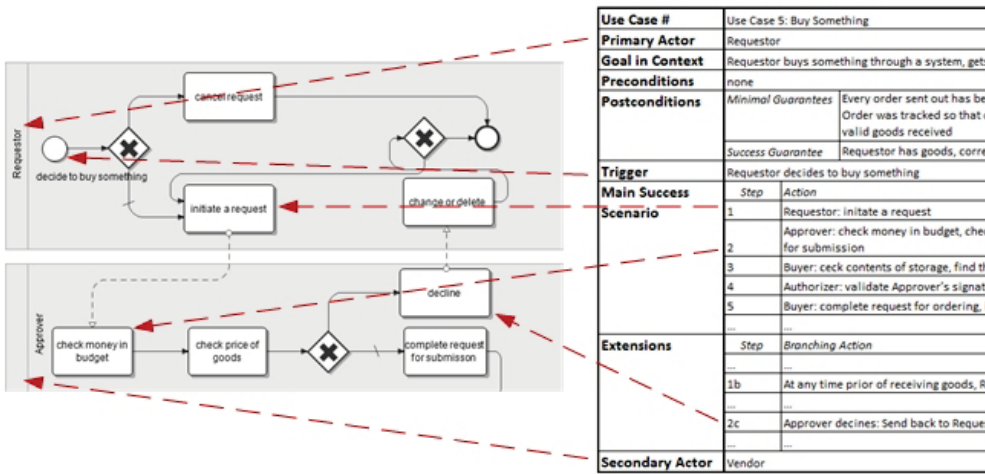 cancel request
Requestor
decide to buy something
initiate a request
change or delete
Approver
decline
check money in
budget
check price of
goods
complete request
for submisson
Use Case #
Use Case 5: Buy Something
Primary Actor
Requestor
Goal in Context
Requestor buys something through a system, gets
Preconditions
none
Postconditions
Minimal Guarantees
Every order sent out has be
Order was tracked so that
valid goods received
Success Guarantee
Requestor has goods, corre
Trigger
Requestor decides to buy something
Main Success
Scenario
Step
Action
1
Requestor: initate a request
2
Approver: check money in budget, chec
for submission
3
Buyer: ceck contents of storage, find th
4
Authorizer: validate Approver's signat
5
Buyer: complete request for ordering,
...
...
Extensions
Step
Branching Action
...
...
1b
At any time prior of receiving goods, R
...
...
2c
Approver declines: Send back to Reque
...
...
Secondary Actor
Vendor